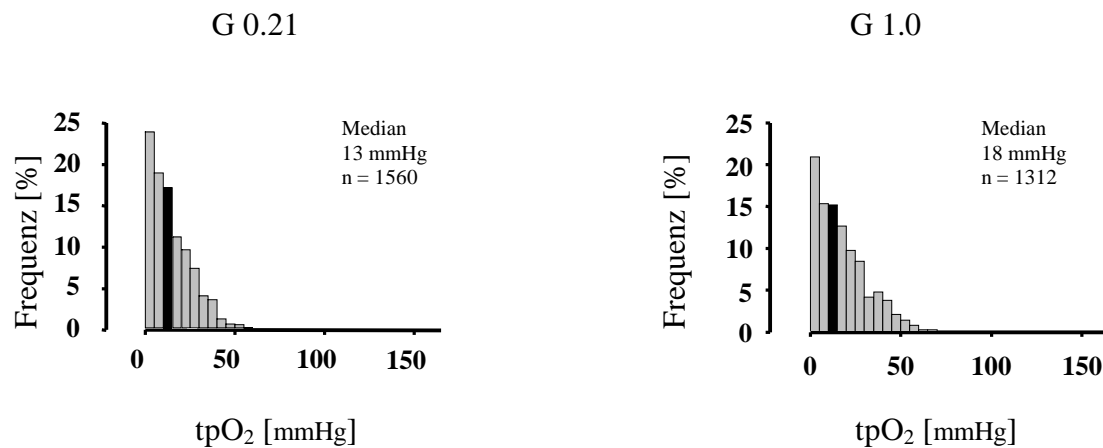 G 0.21
Median
13 mmHg
n = 1560
Frequenz [%]
25
20
15
10
5
0
0 50 100 150
tpO₂ [mmHg]
G 1.0
Median
18 mmHg
n = 1312
Frequenz [%]
25
20
15
10
5
0
0 50 100 150
tpO₂ [mmHg]